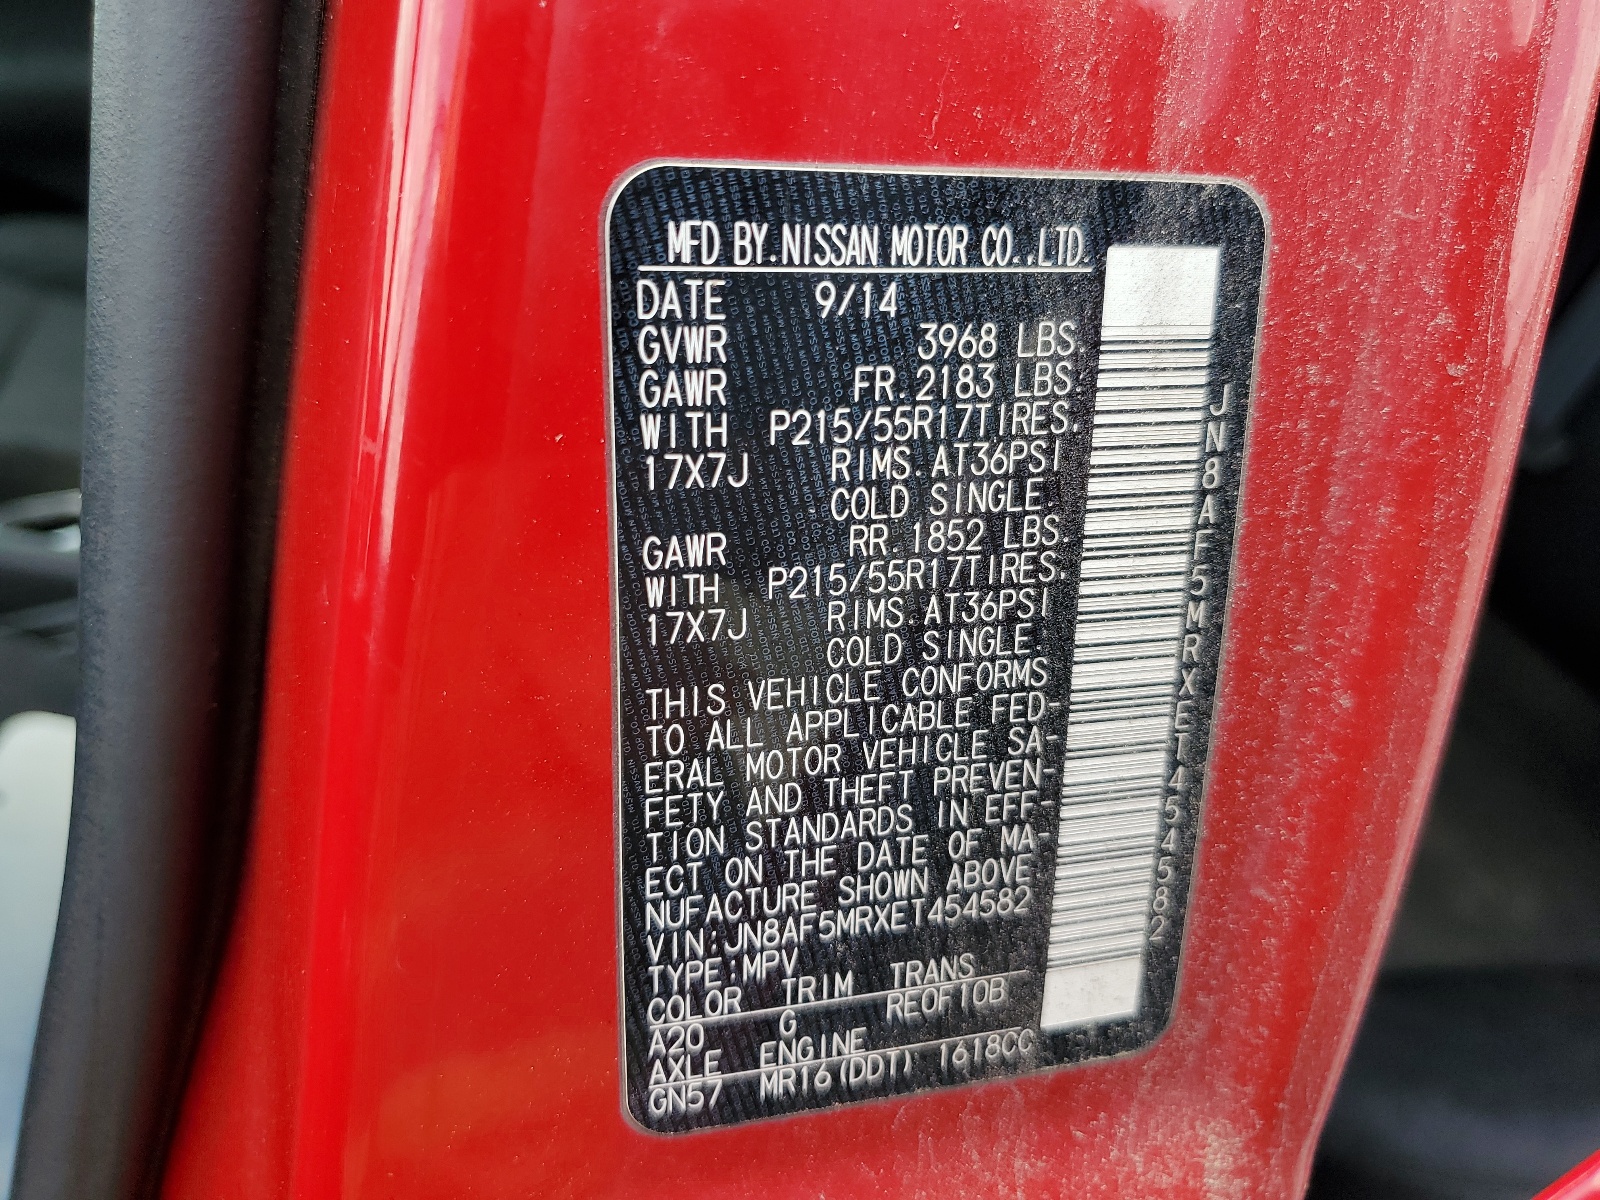 MFD BY.NISSAN MOTOR CO.,LTD.
DATE 9/14
GVWR 3968 LBS.
GAWR FR.2183 LBS.
WITH P215/55R17TIRES.
17X7J RIMS.AT36PSI
COLD SINGLE
GAWR RR.1852 LBS.
WITH P215/55R17TIRES.
17X7J RIMS.AT36PSI
COLD SINGLE
THIS VEHICLE CONFORMS
TO ALL APPLICABLE FED-
ERAL MOTOR VEHICLE SA-
FETY AND THEFT PREVEN-
TION STANDARDS IN EFF-
ECT ON THE DATE OF MA-
NUFACTURE SHOWN ABOVE
VIN:JN8AF5MRXET454582
TYPE:MPV
COLOR TRIM TRANS
A20 G RE0F10B
AXLE ENGINE
GN57 MR16(DDT) 1618CC
JN8AF5MRXET454582